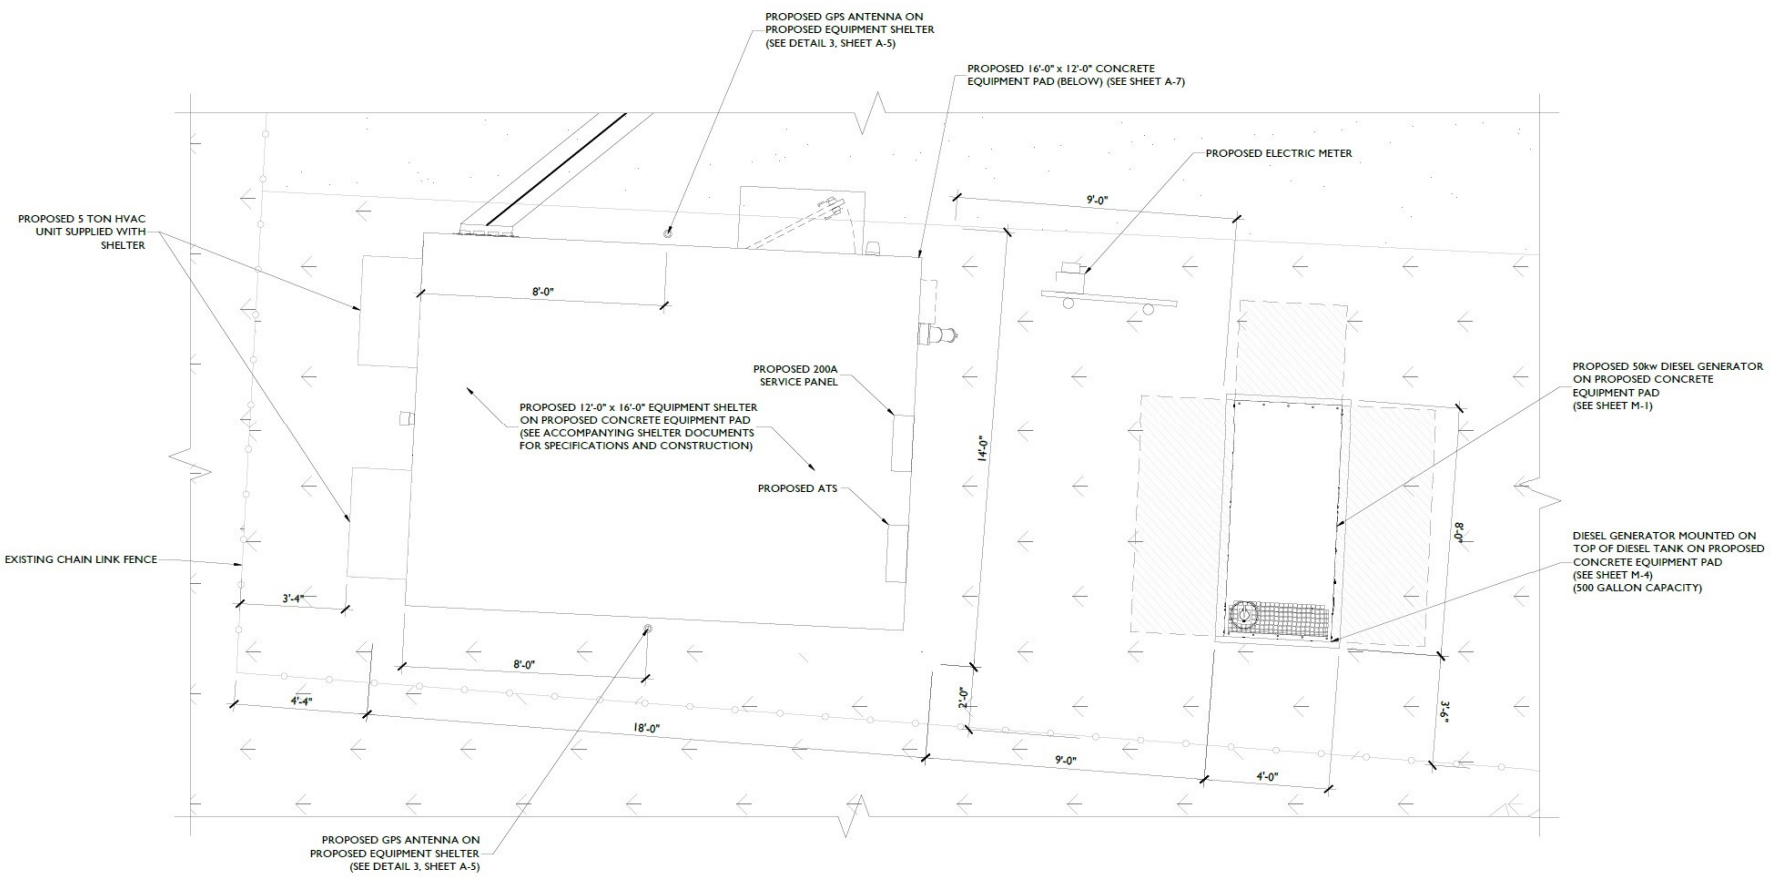 PROPOSED GPS ANTENNA ON
PROPOSED EQUIPMENT SHELTER
(SEE DETAIL 3, SHEET A-5)
PROPOSED 16'-0" x 12'-0" CONCRETE
EQUIPMENT PAD (BELOW) (SEE SHEET A-7)
PROPOSED ELECTRIC METER
9'-0"
PROPOSED 5 TON HVAC
UNIT SUPPLIED WITH
SHELTER
8'-0"
PROPOSED 200A
SERVICE PANEL
PROPOSED 12'-0" x 16'-0" EQUIPMENT SHELTER
ON PROPOSED CONCRETE EQUIPMENT PAD
(SEE ACCOMPANYING SHELTER DOCUMENTS
FOR SPECIFICATIONS AND CONSTRUCTION)
14'-0"
PROPOSED ATS
PROPOSED 50kw DIESEL GENERATOR
ON PROPOSED CONCRETE
EQUIPMENT PAD
(SEE SHEET M-1)
8'-0"
DIESEL GENERATOR MOUNTED ON
TOP OF DIESEL TANK ON PROPOSED
CONCRETE EQUIPMENT PAD
(SEE SHEET M-4)
(500 GALLON CAPACITY)
EXISTING CHAIN LINK FENCE
3'-4"
8'-0"
4'-4"
18'-0"
2'-0"
3'-6"
9'-0"
4'-0"
PROPOSED GPS ANTENNA ON
PROPOSED EQUIPMENT SHELTER
(SEE DETAIL 3, SHEET A-5)